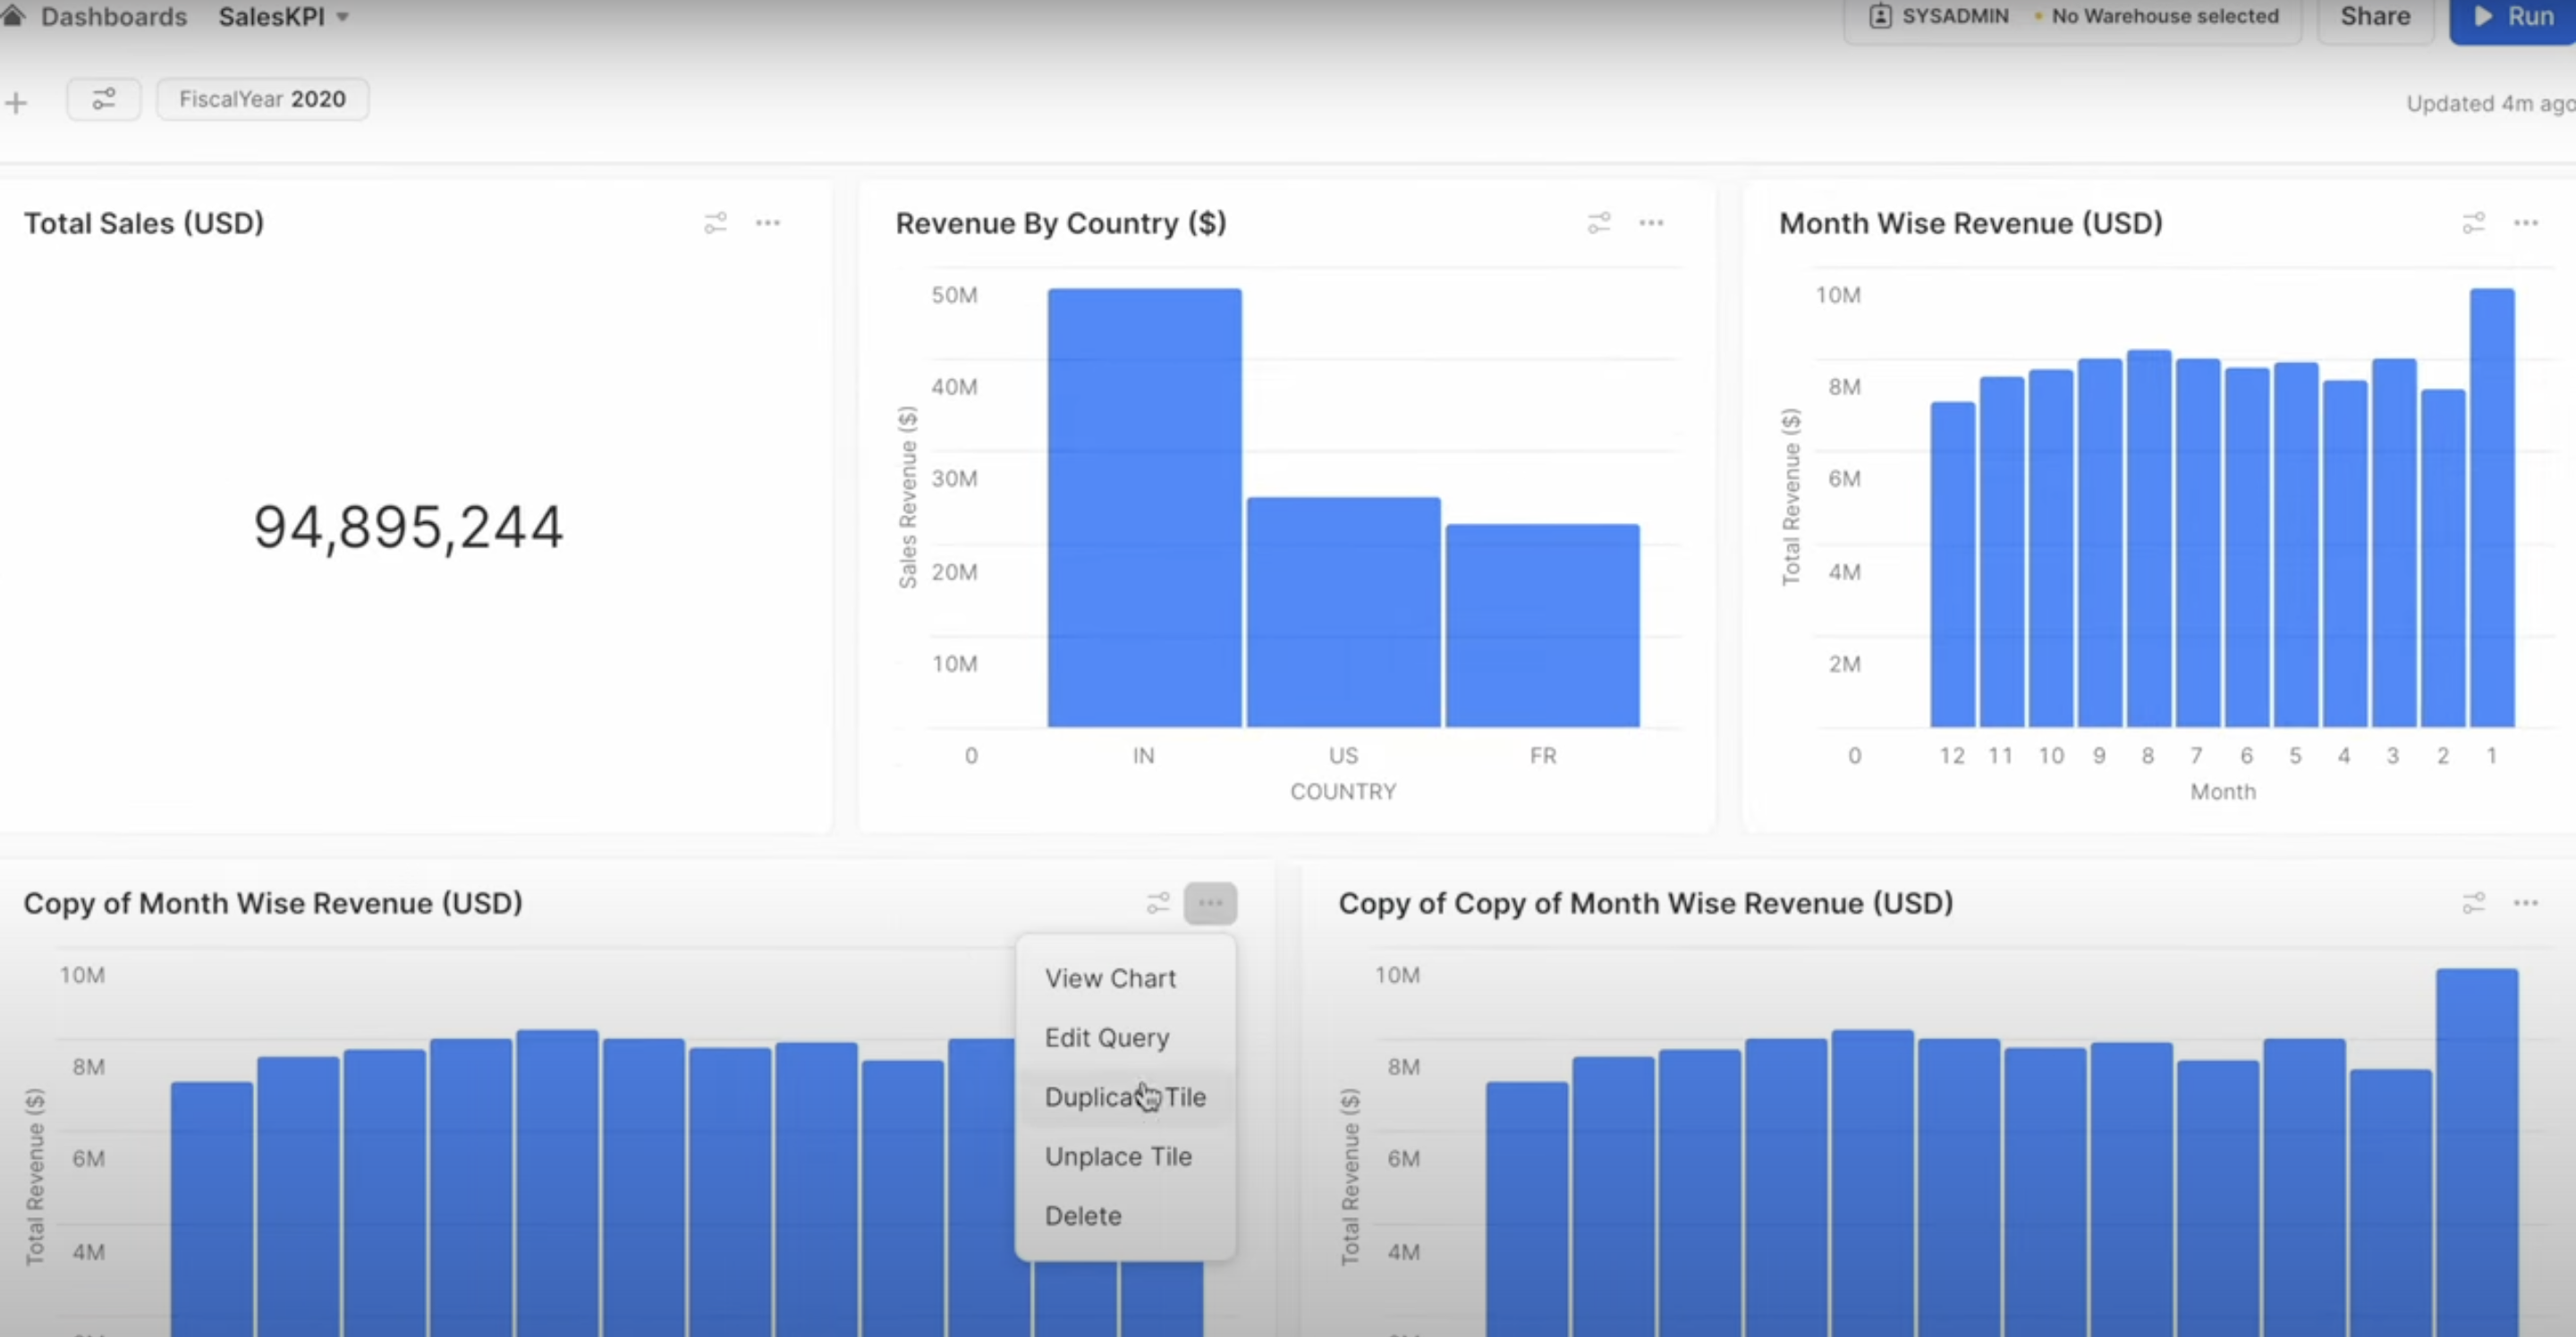 Dashboards SalesKPI
SYSADMIN • No Warehouse selected
Share
Run
FiscalYear 2020
Updated 4m ago
Total Sales (USD)
94,895,244
Revenue By Country ($)
50M
40M
30M
20M
10M
0
Sales Revenue ($)
IN US FR
COUNTRY
Month Wise Revenue (USD)
10M
8M
6M
4M
2M
0
Total Revenue ($)
12 11 10 9 8 7 6 5 4 3 2 1
Month
Copy of Month Wise Revenue (USD)
10M
8M
6M
4M
Total Revenue ($)
View Chart
Edit Query
Duplicate Tile
Unplace Tile
Delete
Copy of Copy of Month Wise Revenue (USD)
10M
8M
6M
4M
Total Revenue ($)